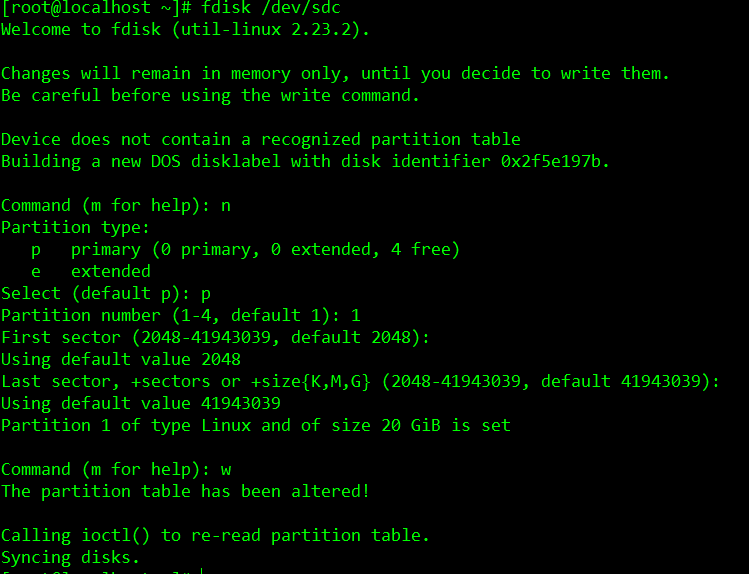 [root@localhost ~]# fdisk /dev/sdc
Welcome to fdisk (util-linux 2.23.2).
Changes will remain in memory only, until you decide to write them.
Be careful before using the write command.
Device does not contain a recognized partition table
Building a new DOS disklabel with disk identifier 0x2f5e197b.
Command (m for help): n
Partition type:
   p   primary (0 primary, 0 extended, 4 free)
   e   extended
Select (default p): p
Partition number (1-4, default 1): 1
First sector (2048-41943039, default 2048):
Using default value 2048
Last sector, +sectors or +size{K,M,G} (2048-41943039, default 41943039):
Using default value 41943039
Partition 1 of type Linux and of size 20 GiB is set
Command (m for help): w
The partition table has been altered!
Calling ioctl() to re-read partition table.
Syncing disks.